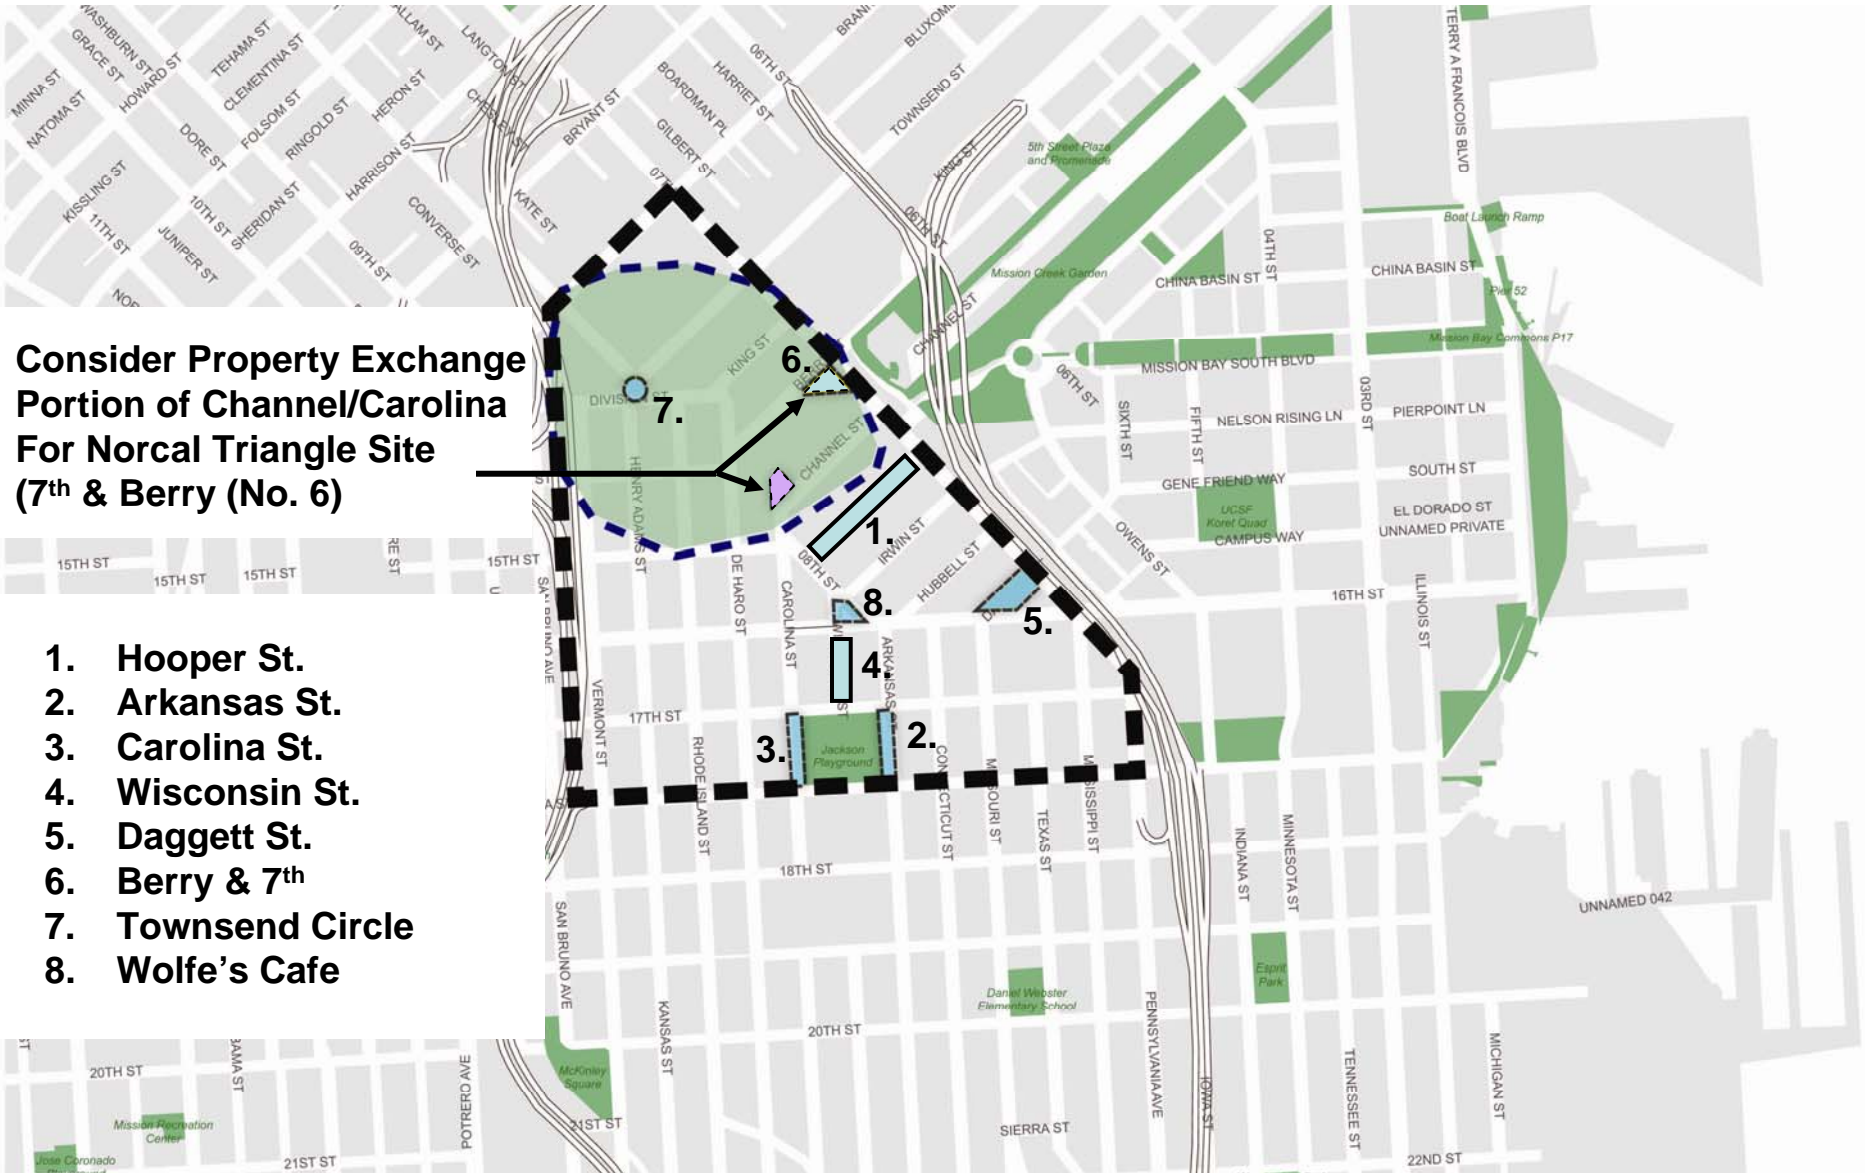 WASHBURN ST
GRACE ST
MINNA ST
NATOMA ST
HOWARD ST
TEHAMA ST
CLEMENTINA ST
FOLSOM ST
DORE ST
RINGOLD ST
HERON ST
HARRISON ST
KISSLING ST
11TH ST
10TH ST
JUNIPER ST
SHERIDAN ST
09TH ST
CONVERSE ST
ALLAM ST
LANGTON ST
CHESLEY ST
KATE ST
BRYANT ST
BOARDMAN PL
GILBERT ST
HARRIET ST
06TH ST
BLUXOM
TOWNSEND ST
KING ST
06TH ST
TERRY A FRANCOIS BLVD
5th Street Plaza
and Promenade
Boat Launch Ramp
Mission Creek Garden
04TH ST
CHINA BASIN ST
CHINA BASIN ST
Pier 52
CHANNEL ST
Mission Bay Commons P17
MISSION BAY SOUTH BLVD
06TH ST
SIXTH ST
FIFTH ST
NELSON RISING LN
03RD ST
PIERPOINT LN
GENE FRIEND WAY
SOUTH ST
UCSF
Koret Quad
EL DORADO ST
UNNAMED PRIVATE
CAMPUS WAY
OWENS ST
16TH ST
ILLINOIS ST
Consider Property Exchange
Portion of Channel/Carolina
For Norcal Triangle Site
(7th & Berry (No. 6)
KING ST
6.
DIVISION ST
7.
CHANNEL ST
HENRY ADAMS ST
1.
IRWIN ST
08TH ST
HUBBELL ST
15TH ST
15TH ST
15TH ST
15TH ST
SAN BRUNO AVE
DE HARO ST
CAROLINA ST
8.
5.
ARKANSAS ST
4.
VERMONT ST
17TH ST
RHODE ISLAND ST
3.
Jackson
Playground
2.
1. Hooper St.
2. Arkansas St.
3. Carolina St.
4. Wisconsin St.
5. Daggett St.
6. Berry & 7th
7. Townsend Circle
8. Wolfe’s Cafe
CONNECTICUT ST
MISSOURI ST
TEXAS ST
MISSISSIPPI ST
18TH ST
INDIANA ST
MINNESOTA ST
UNNAMED 042
SAN BRUNO AVE
Esprit
Park
Daniel Webster
Elementary School
KANSAS ST
20TH ST
PENNSYLVANIA AVE
IOWA ST
TENNESSEE ST
MICHIGAN ST
20TH ST
POTRERO AVE
McKinley
Square
Mission Recreation
Center
21ST ST
SIERRA ST
Jose Coronado
21ST ST
22ND ST